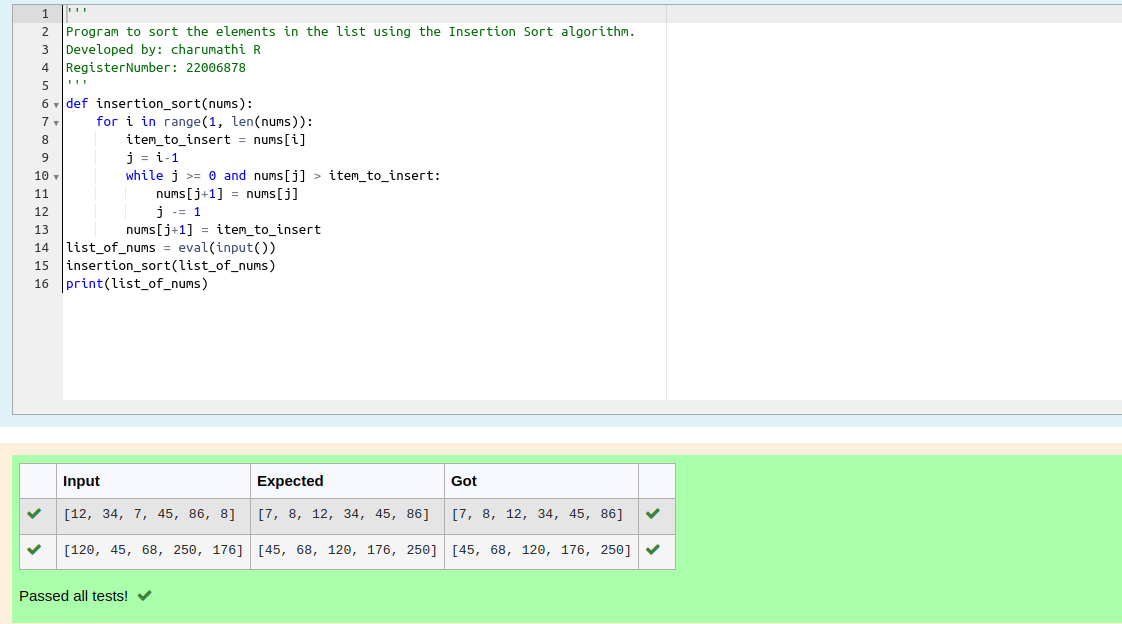 1 '''
2 Program to sort the elements in the list using the Insertion Sort algorithm.
3 Developed by: charumathi R
4 RegisterNumber: 22006878
5 '''
6 def insertion_sort(nums):
7     for i in range(1, len(nums)):
8         item_to_insert = nums[i]
9         j = i-1
10         while j >= 0 and nums[j] > item_to_insert:
11             nums[j+1] = nums[j]
12             j -= 1
13         nums[j+1] = item_to_insert
14 list_of_nums = eval(input())
15 insertion_sort(list_of_nums)
16 print(list_of_nums)
Input Expected Got
[12, 34, 7, 45, 86, 8] [7, 8, 12, 34, 45, 86] [7, 8, 12, 34, 45, 86]
[120, 45, 68, 250, 176] [45, 68, 120, 176, 250] [45, 68, 120, 176, 250]
Passed all tests!